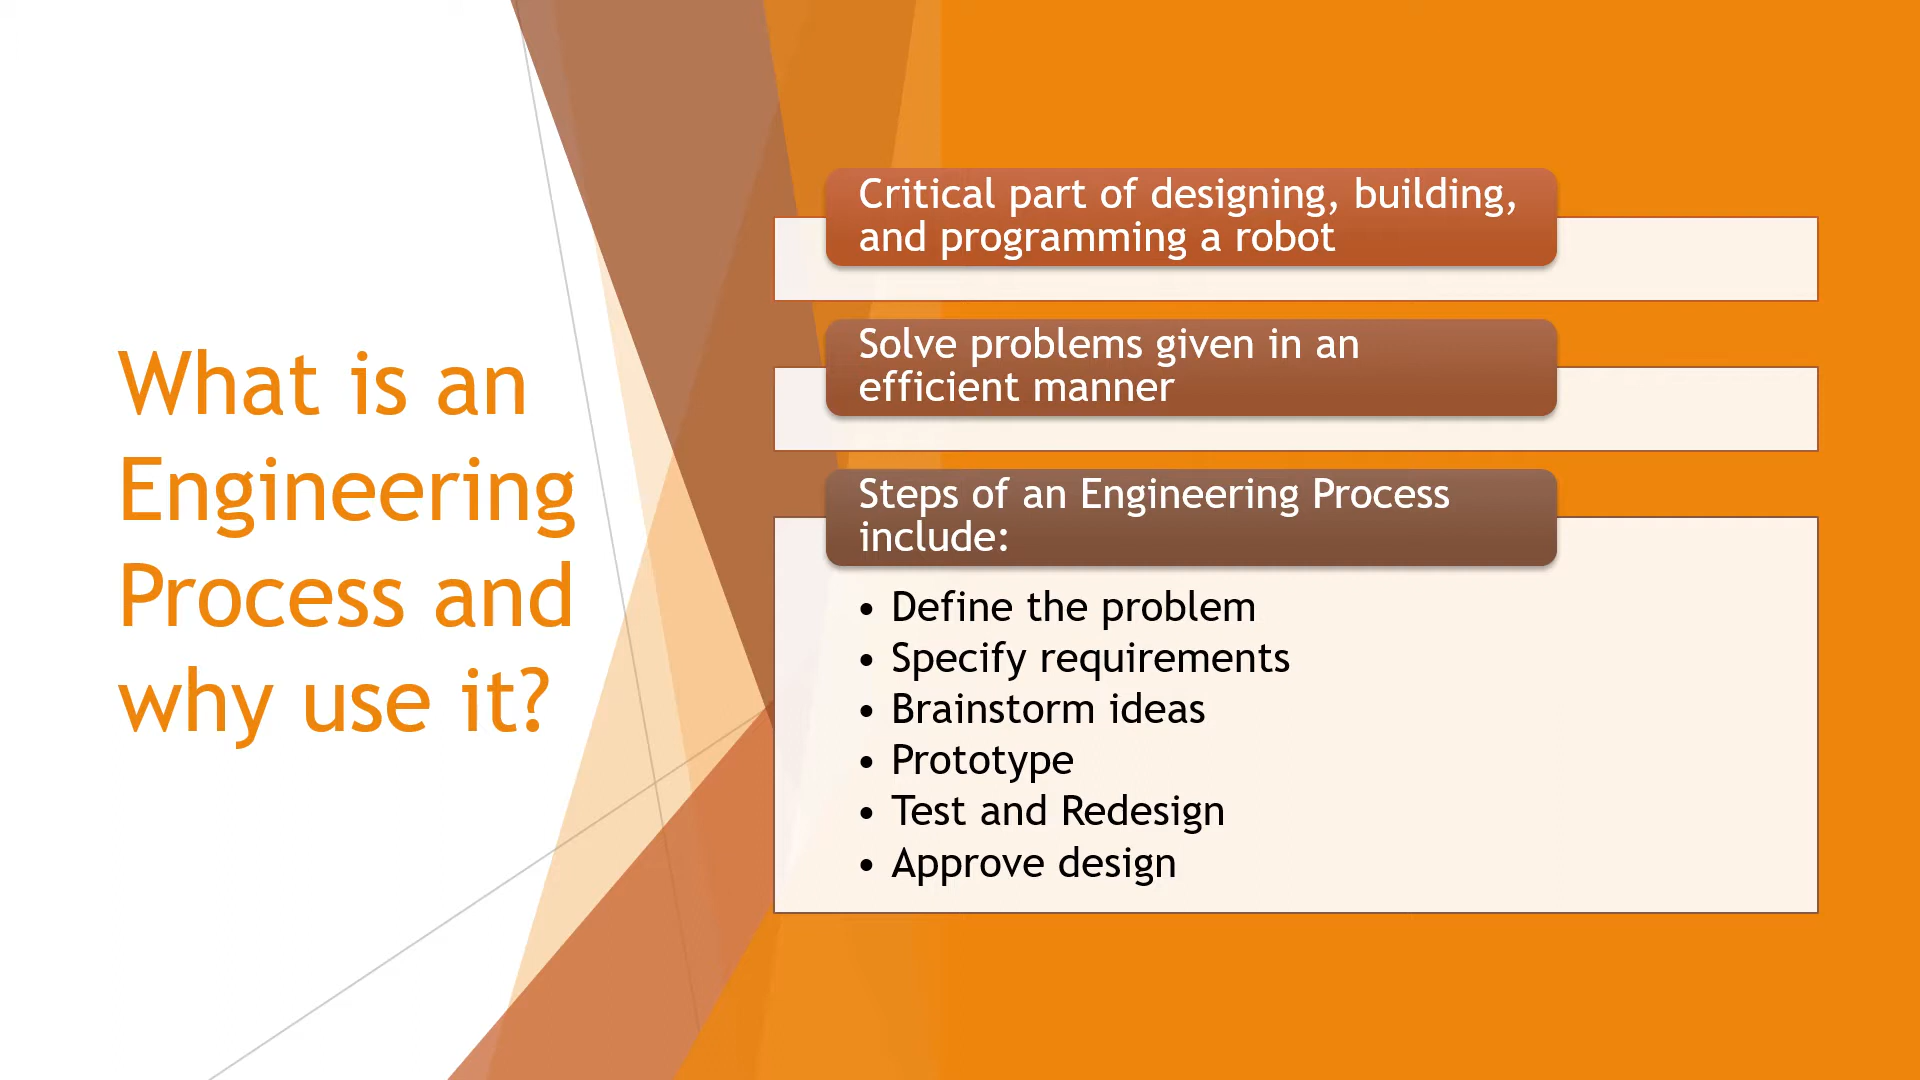 What is an
Engineering
Process and
why use it?
Critical part of designing, building,
and programming a robot
Solve problems given in an
efficient manner
Steps of an Engineering Process
include:
• Define the problem
• Specify requirements
• Brainstorm ideas
• Prototype
• Test and Redesign
• Approve design